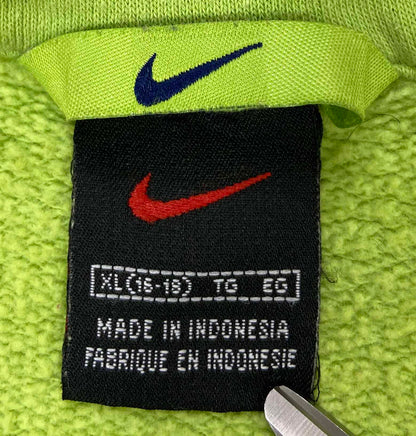 XL (16-18) TG EG
MADE IN INDONESIA
FABRIQUE EN INDONESIE